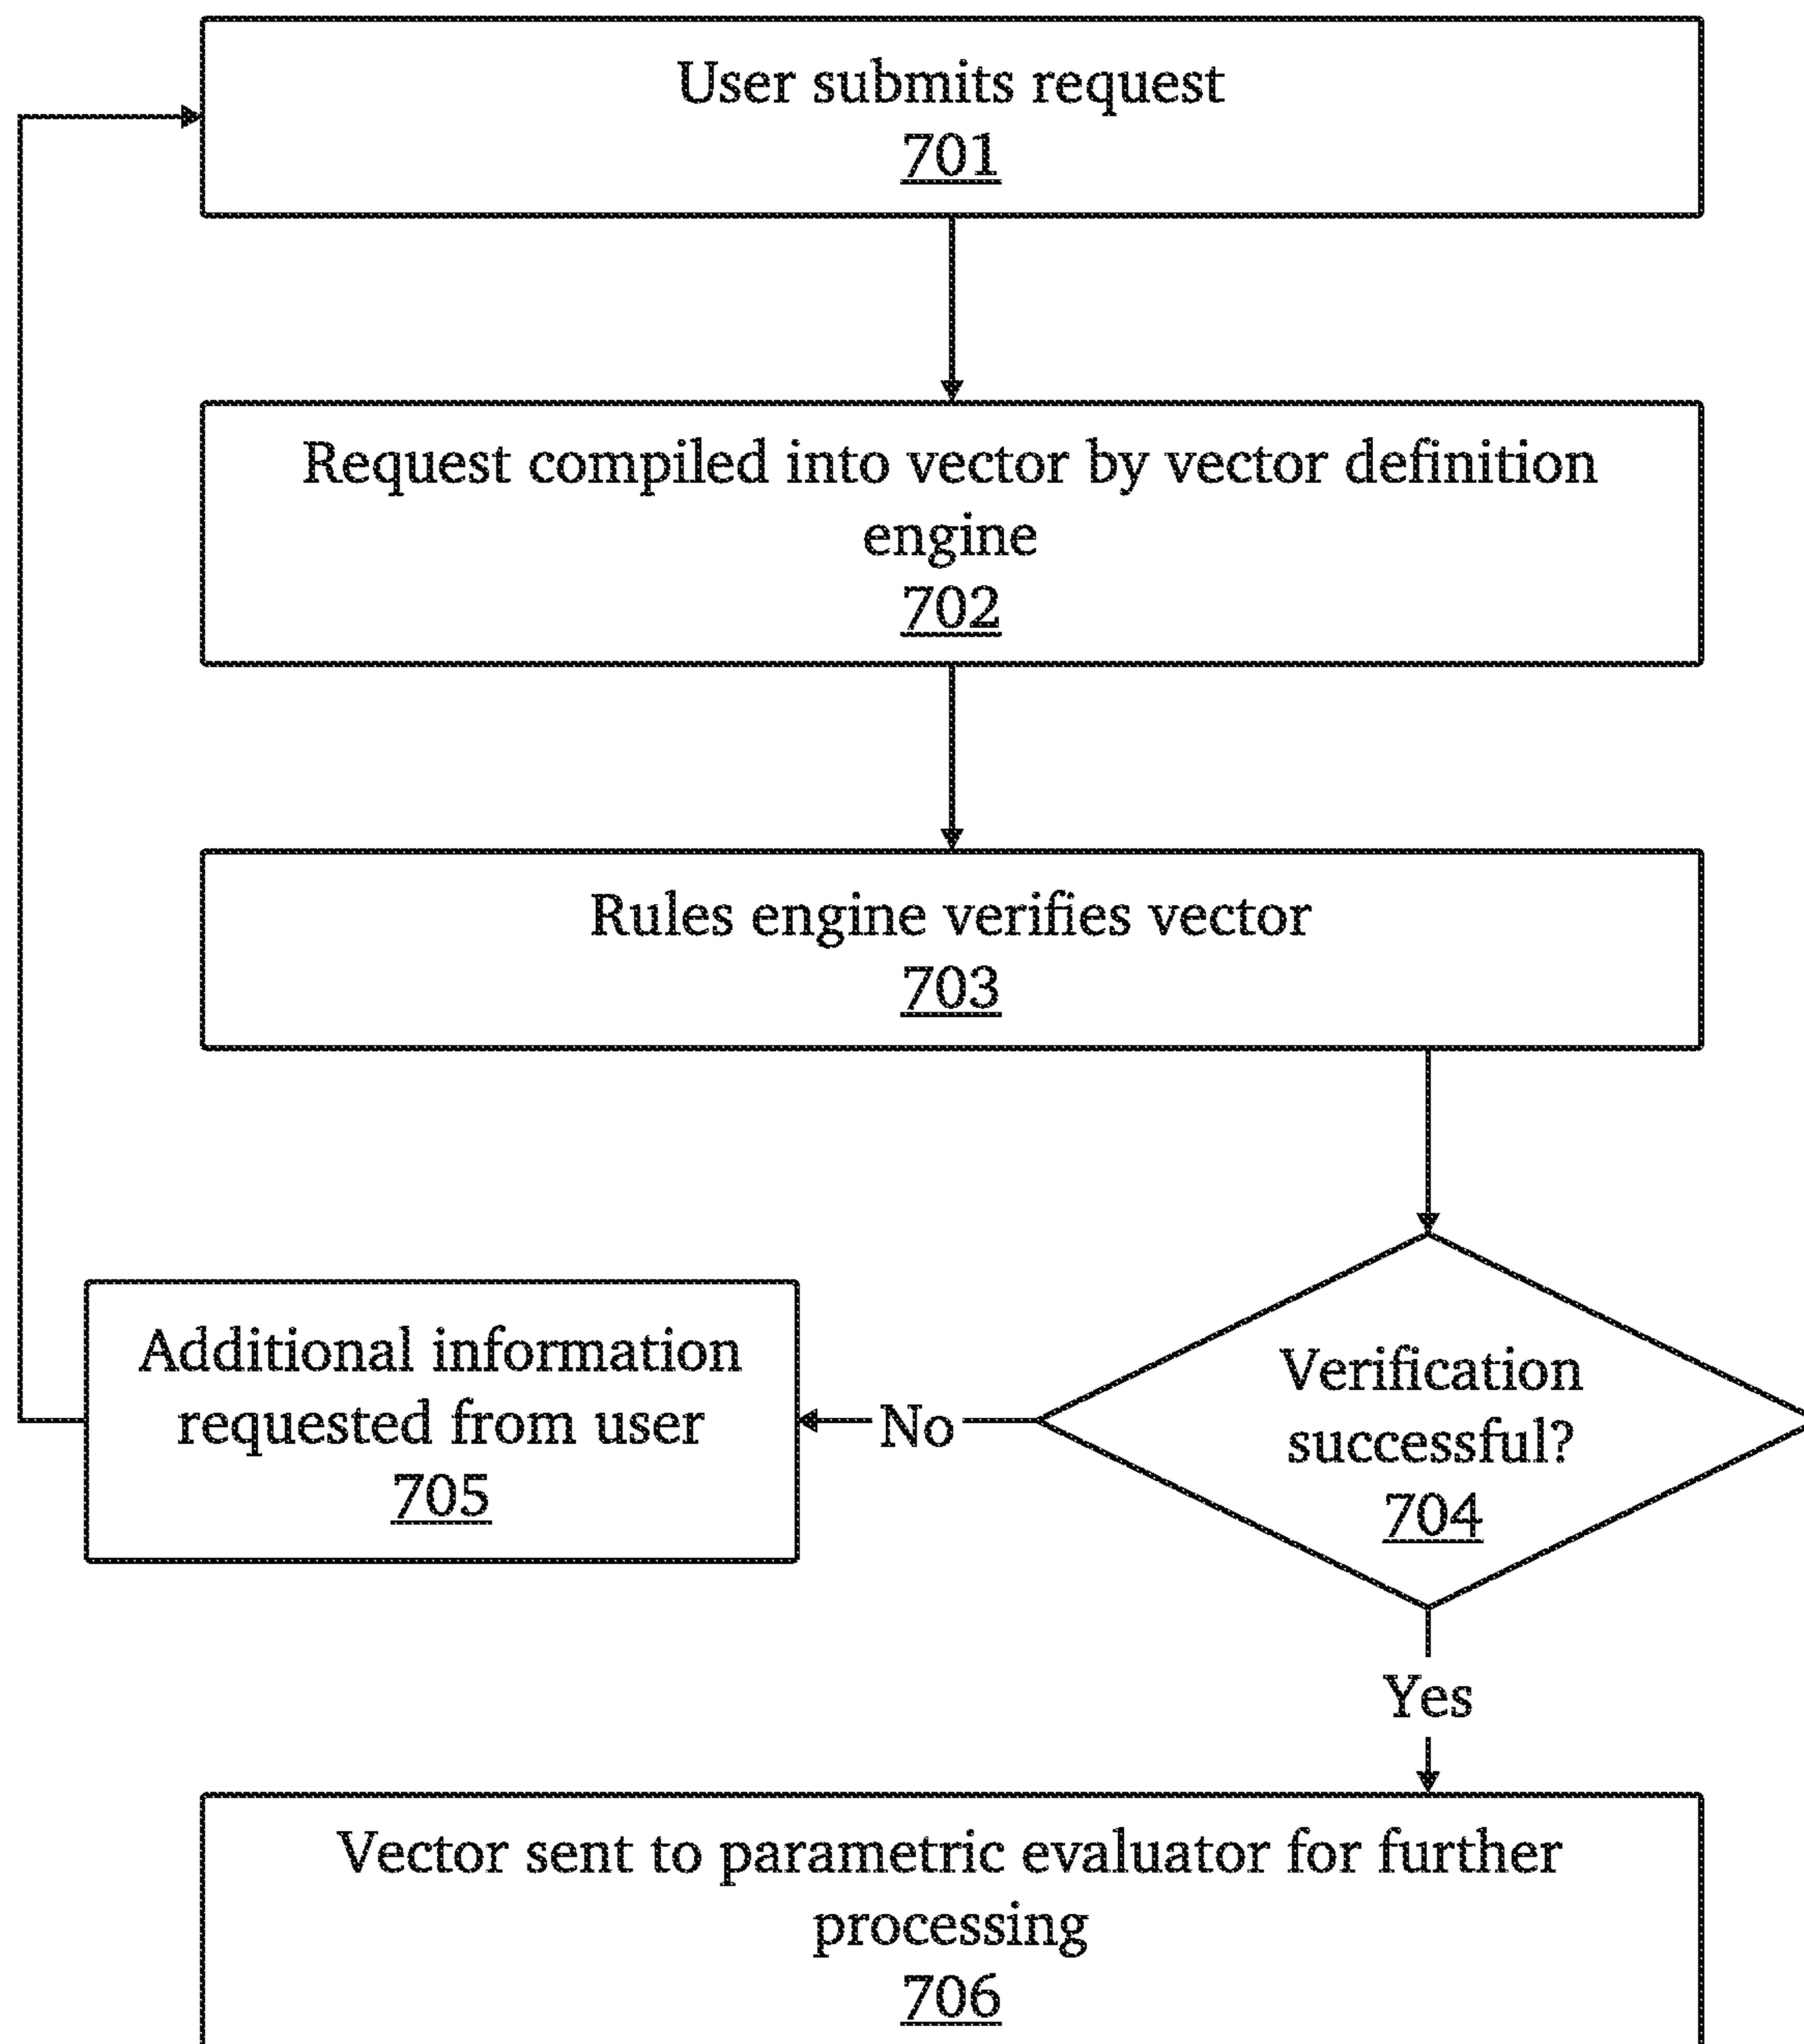 User submits request
701
Request compiled into vector by vector definition
engine
702
Rules engine verifies vector
703
Additional information
requested from user
705
No
Verification
successful?
704
Yes
Vector sent to parametric evaluator for further
processing
706